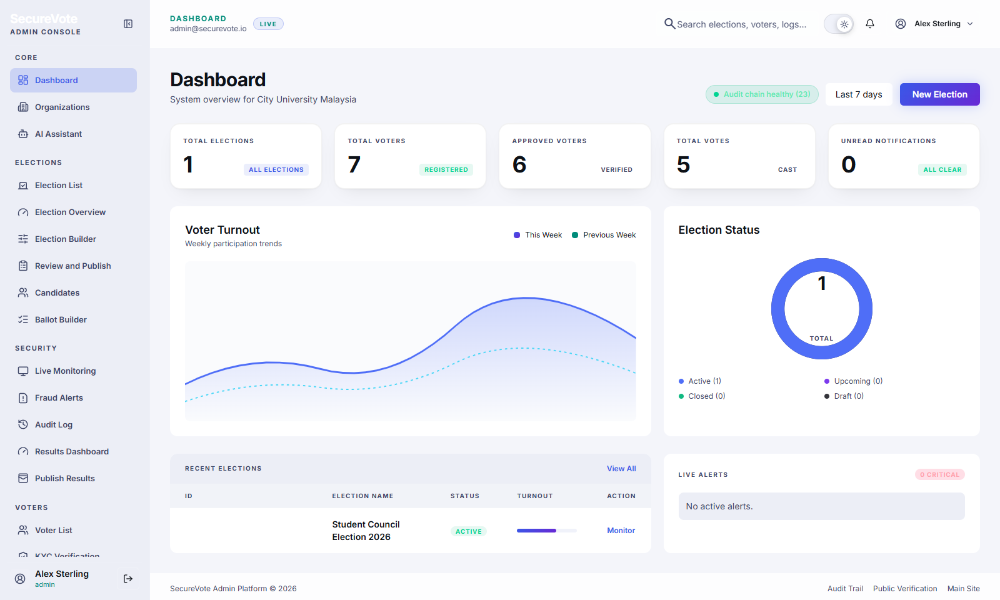 SecureVote
ADMIN CONSOLE
CORE
Dashboard
Organizations
AI Assistant
ELECTIONS
Election List
Election Overview
Election Builder
Review and Publish
Candidates
Ballot Builder
SECURITY
Live Monitoring
Fraud Alerts
Audit Log
Results Dashboard
Publish Results
VOTERS
Voter List
KYC Verification
Alex Sterling
admin
DASHBOARD
admin@securevote.io
LIVE
Search elections, voters, logs...
Alex Sterling
Dashboard
System overview for City University Malaysia
Audit chain healthy (23)
Last 7 days
New Election
TOTAL ELECTIONS
1
ALL ELECTIONS
TOTAL VOTERS
7
REGISTERED
APPROVED VOTERS
6
VERIFIED
TOTAL VOTES
5
CAST
UNREAD NOTIFICATIONS
0
ALL CLEAR
Voter Turnout
Weekly participation trends
This Week
Previous Week
Election Status
1
TOTAL
Active (1)
Upcoming (0)
Closed (0)
Draft (0)
RECENT ELECTIONS
View All
ID
ELECTION NAME
STATUS
TURNOUT
ACTION
Student Council
Election 2026
ACTIVE
Monitor
LIVE ALERTS
0 CRITICAL
No active alerts.
SecureVote Admin Platform © 2026
Audit Trail
Public Verification
Main Site